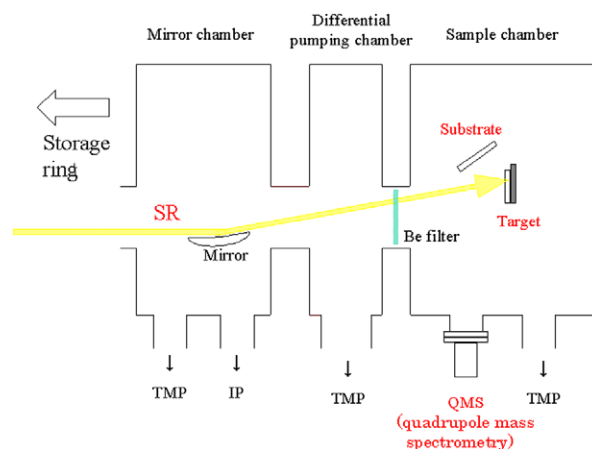 Mirror chamber
Differential
pumping chamber
Sample chamber
Storage
ring
Substrate
SR
Target
Mirror
Be filter
TMP
IP
TMP
QMS
(quadrupole mass
spectrometry)
TMP